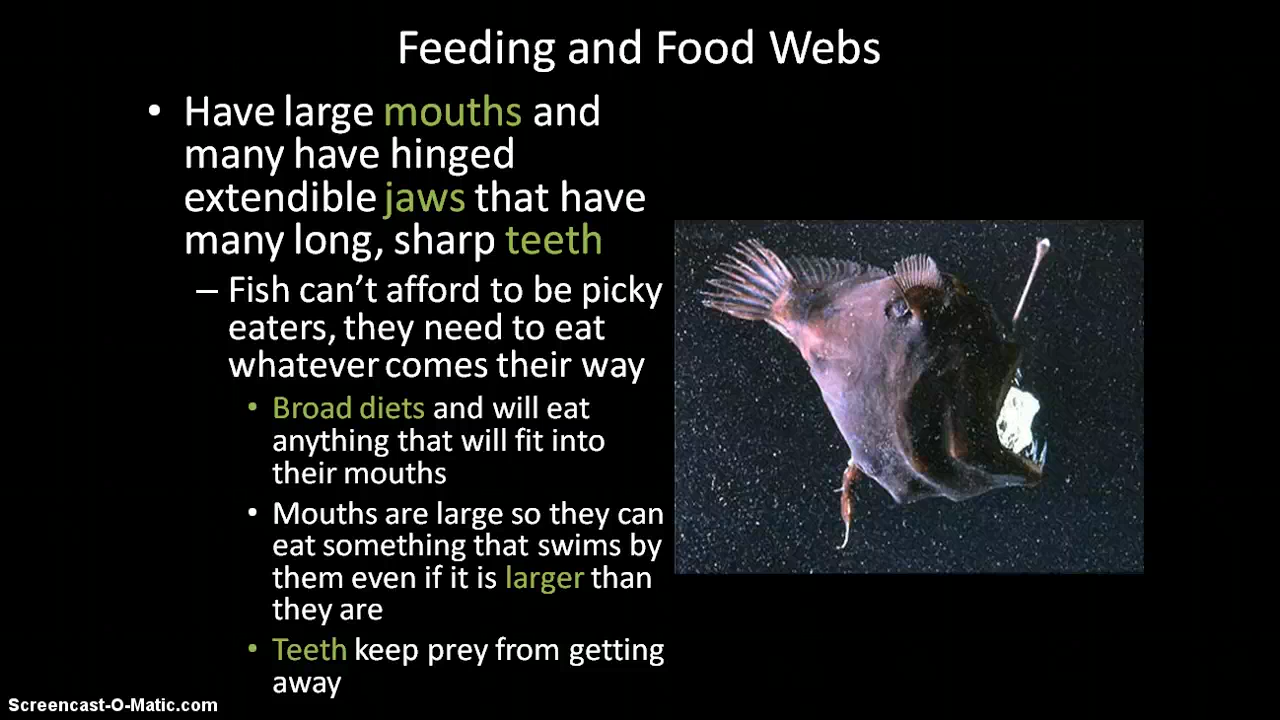 Feeding and Food Webs
• Have large mouths and
many have hinged
extendible jaws that have
many long, sharp teeth
– Fish can’t afford to be picky
eaters, they need to eat
whatever comes their way
• Broad diets and will eat
anything that will fit into
their mouths
• Mouths are large so they can
eat something that swims by
them even if it is larger than
they are
• Teeth keep prey from getting
away
Screencast-O-Matic.com